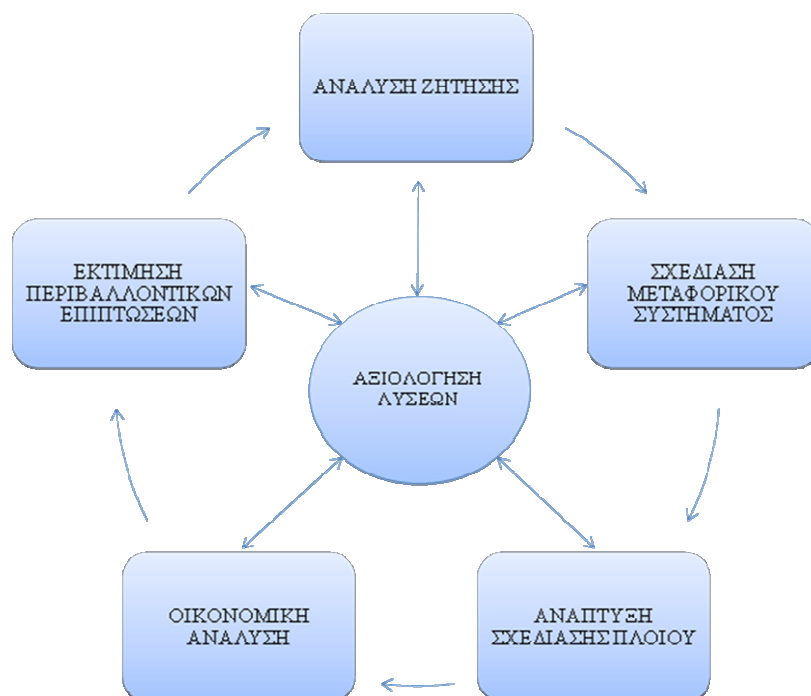 ΑΝΑΛΥΣΗ ΖΗΤΗΣΗΣ
ΕΚΤΙΜΗΣΗ
ΠΕΡΙΒΑΛΛΟΝΤΙΚΩΝ
ΕΠΙΠΤΩΣΕΩΝ
ΣΧΕΔΙΑΣΗ
ΜΕΤΑΦΟΡΙΚΟΥ
ΣΥΣΤΗΜΑΤΟΣ
ΑΞΙΟΛΟΓΗΣΗ
ΛΥΣΕΩΝ
ΟΙΚΟΝΟΜΙΚΗ
ΑΝΑΛΥΣΗ
ΑΝΑΠΤΥΞΗ
ΣΧΕΔΙΑΣΗΣ ΠΛΟΙΟΥ